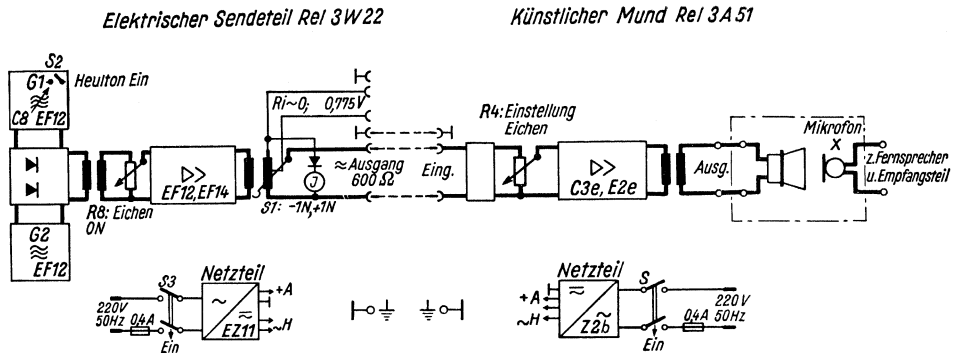 Elektrischer Sendeteil Rel 3W22
Künstlicher Mund Rel 3A51
S2
G1
Heulton Ein
C8 EF12
Ri~0; 0,775V
R4: Einstellung
Eichen
Mikrofon
X
EF12, EF14
J
≈ Ausgang
600 Ω
Eing.
C3e, E2e
Ausg.
z. Fernsprecher
u. Empfangsteil
R8: Eichen
ON
S1: -1N, +1N
G2
EF12
S3
Netzteil
~
+A
220V
50Hz
0,4A
EZ11
~H
Ein
Netzteil
S
+A
~H
Z2b
~
220V
50Hz
0,4A
Ein